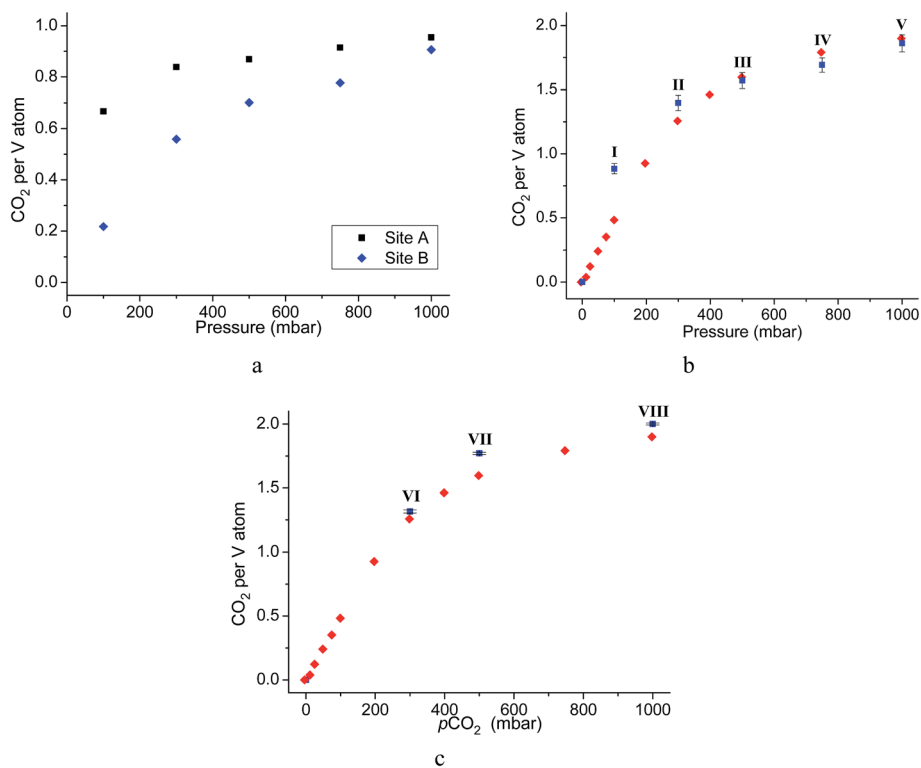 1.0
0.8
0.6
0.4
0.2
0.0
CO₂ per V atom
Site A
Site B
0 200 400 600 800 1000
Pressure (mbar)
a
2.0
1.5
1.0
0.5
0.0
CO₂ per V atom
I
II
III
IV
V
0 200 400 600 800 1000
Pressure (mbar)
b
2.0
1.5
1.0
0.5
0.0
CO₂ per V atom
VI
VII
VIII
0 200 400 600 800 1000
pCO₂ (mbar)
c